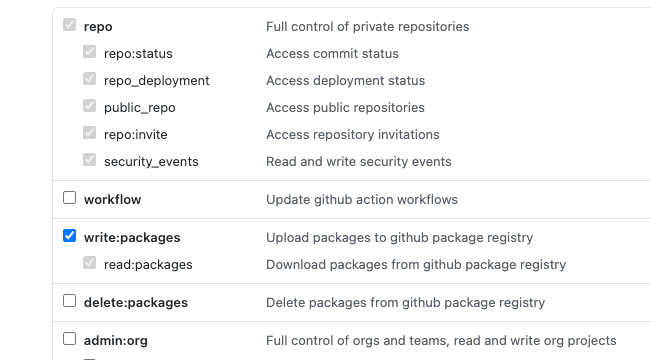 repo Full control of private repositories
repo:status Access commit status
repo_deployment Access deployment status
public_repo Access public repositories
repo:invite Access repository invitations
security_events Read and write security events
workflow Update github action workflows
write:packages Upload packages to github package registry
read:packages Download packages from github package registry
delete:packages Delete packages from github package registry
admin:org Full control of orgs and teams, read and write org projects